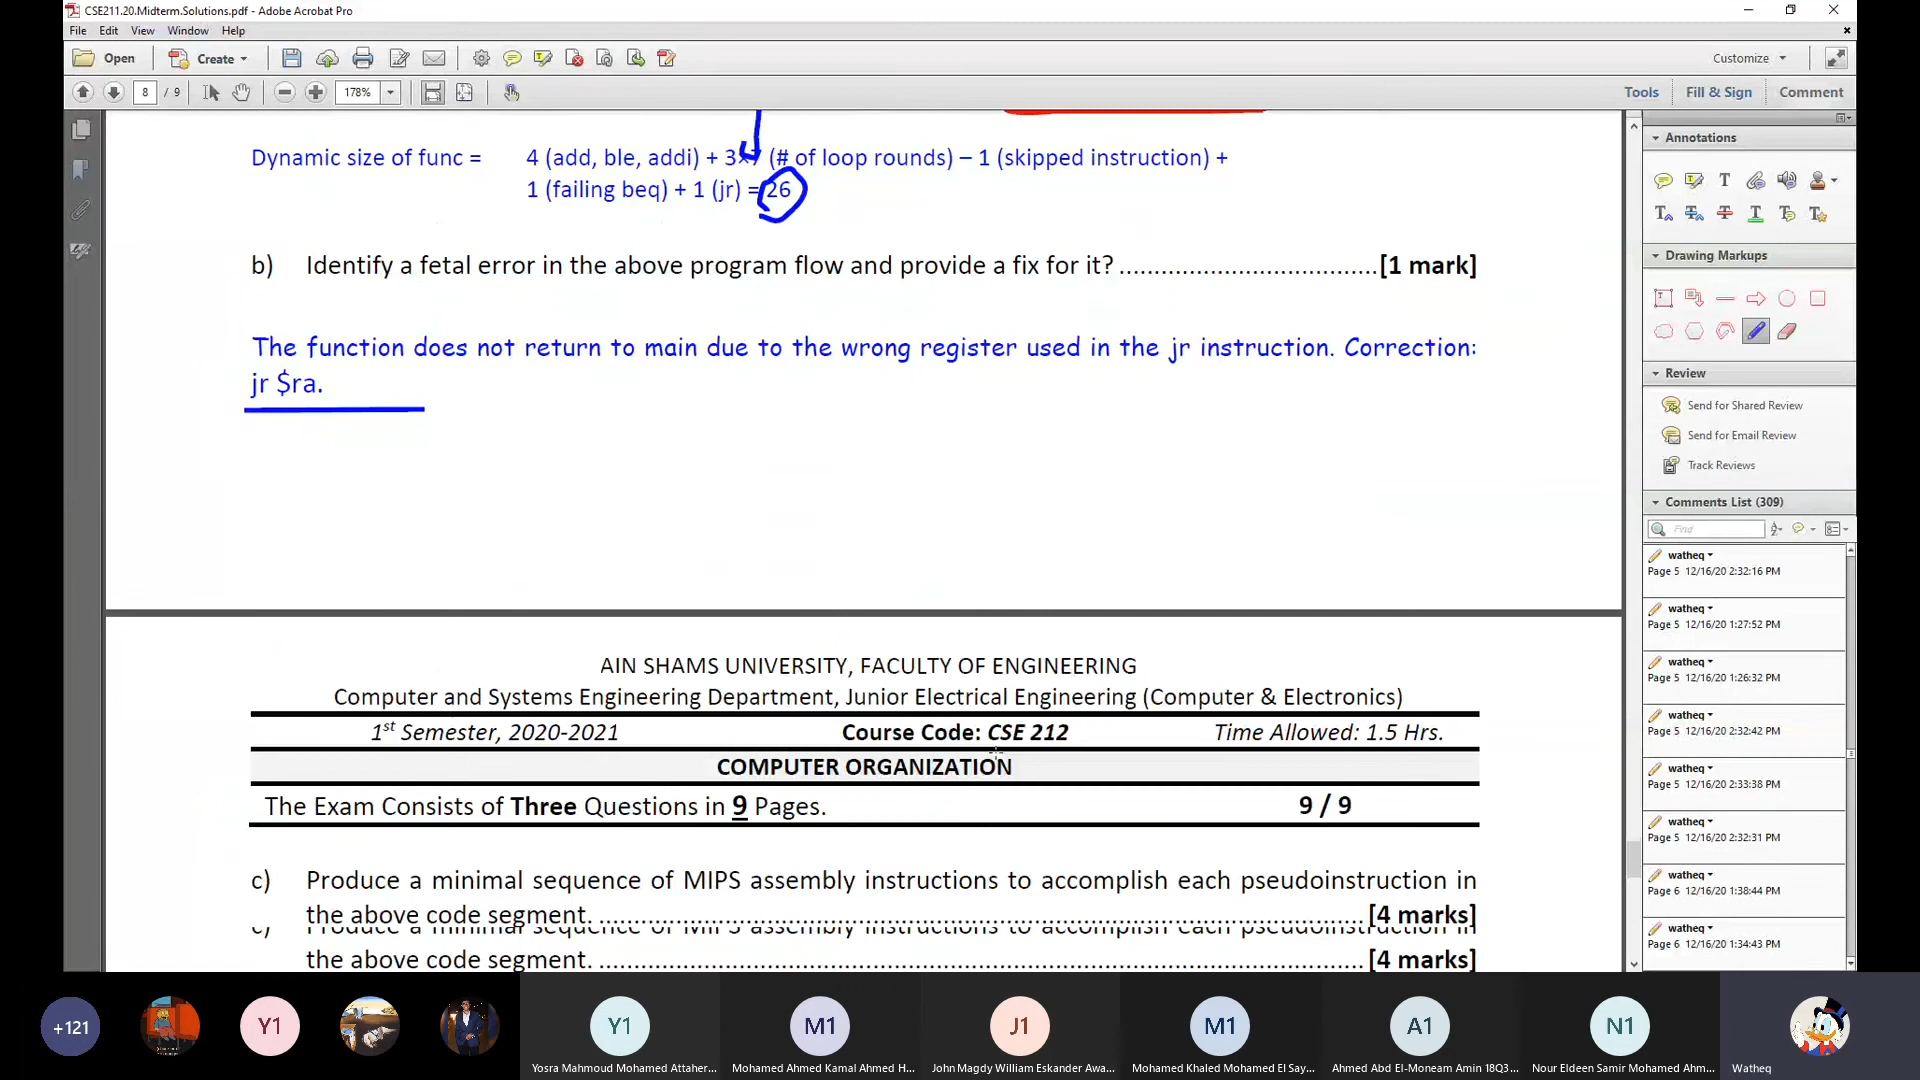 CSE211.20.Midterm.Solutions.pdf - Adobe Acrobat Pro
File Edit View Window Help
Open Create Customize
8 / 9 178% Tools Fill & Sign Comment
Dynamic size of func = 4 (add, ble, addi) + 3× (# of loop rounds) – 1 (skipped instruction) +
1 (failing beq) + 1 (jr) = 26
b) Identify a fetal error in the above program flow and provide a fix for it? ..................................... [1 mark]
The function does not return to main due to the wrong register used in the jr instruction. Correction:
jr $ra.
AIN SHAMS UNIVERSITY, FACULTY OF ENGINEERING
Computer and Systems Engineering Department, Junior Electrical Engineering (Computer & Electronics)
1st Semester, 2020-2021 Course Code: CSE 212 Time Allowed: 1.5 Hrs.
COMPUTER ORGANIZATION
The Exam Consists of Three Questions in 9 Pages. 9 / 9
c) Produce a minimal sequence of MIPS assembly instructions to accomplish each pseudoinstruction in
the above code segment. ............................................................................................................. [4 marks]
c) Produce a minimal sequence of MIPS assembly instructions to accomplish each pseudoinstruction in
the above code segment. ............................................................................................................. [4 marks]
Annotations
Drawing Markups
Review
Send for Shared Review
Send for Email Review
Track Reviews
Comments List (309)
Find
watheq
Page 5 12/16/20 2:32:16 PM
watheq
Page 5 12/16/20 1:27:52 PM
watheq
Page 5 12/16/20 1:26:32 PM
watheq
Page 5 12/16/20 2:32:42 PM
watheq
Page 5 12/16/20 2:33:38 PM
watheq
Page 5 12/16/20 2:32:31 PM
watheq
Page 6 12/16/20 1:38:44 PM
watheq
Page 6 12/16/20 1:34:43 PM
+121 Y1 Y1 M1 J1 M1 A1 N1
Yosra Mahmoud Mohamed Attaher... Mohamed Ahmed Kamal Ahmed H... John Magdy William Eskander Awa... Mohamed Khaled Mohamed El Say... Ahmed Abd El-Moneam Amin 18Q3... Nour Eldeen Samir Mohamed Ahm... Watheq